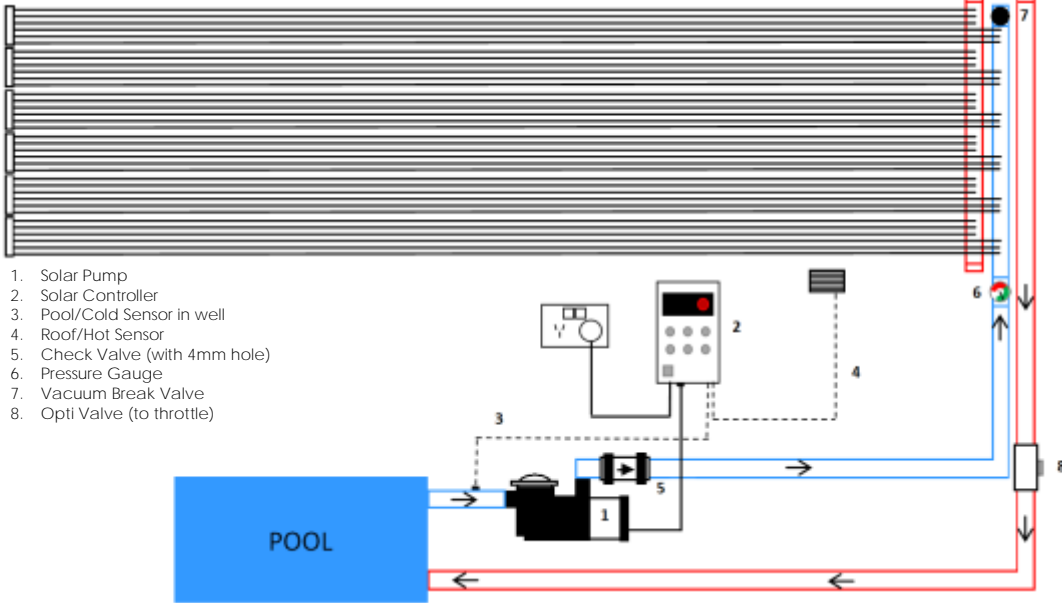 7
1. Solar Pump
2. Solar Controller
3. Pool/Cold Sensor in well
4. Roof/Hot Sensor
5. Check Valve (with 4mm hole)
6. Pressure Gauge
7. Vacuum Break Valve
8. Opti Valve (to throttle)
6
2
4
3
8
5
1
POOL